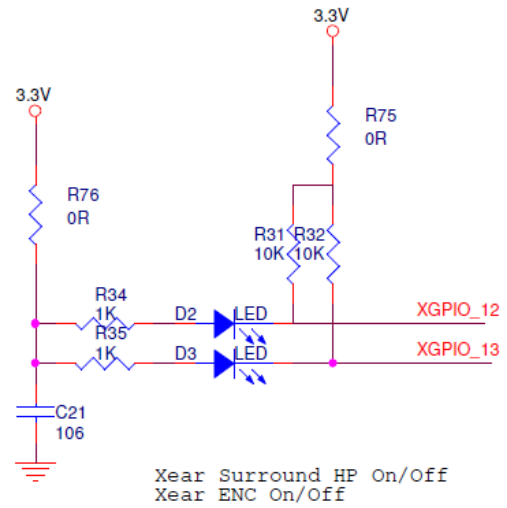 3.3V
3.3V
R75
0R
R76
0R
R31 R32
10K 10K
R34
1K
D2 LED
XGPIO_12
R35
1K
D3 LED
XGPIO_13
C21
106
Xear Surround HP On/Off
Xear ENC On/Off